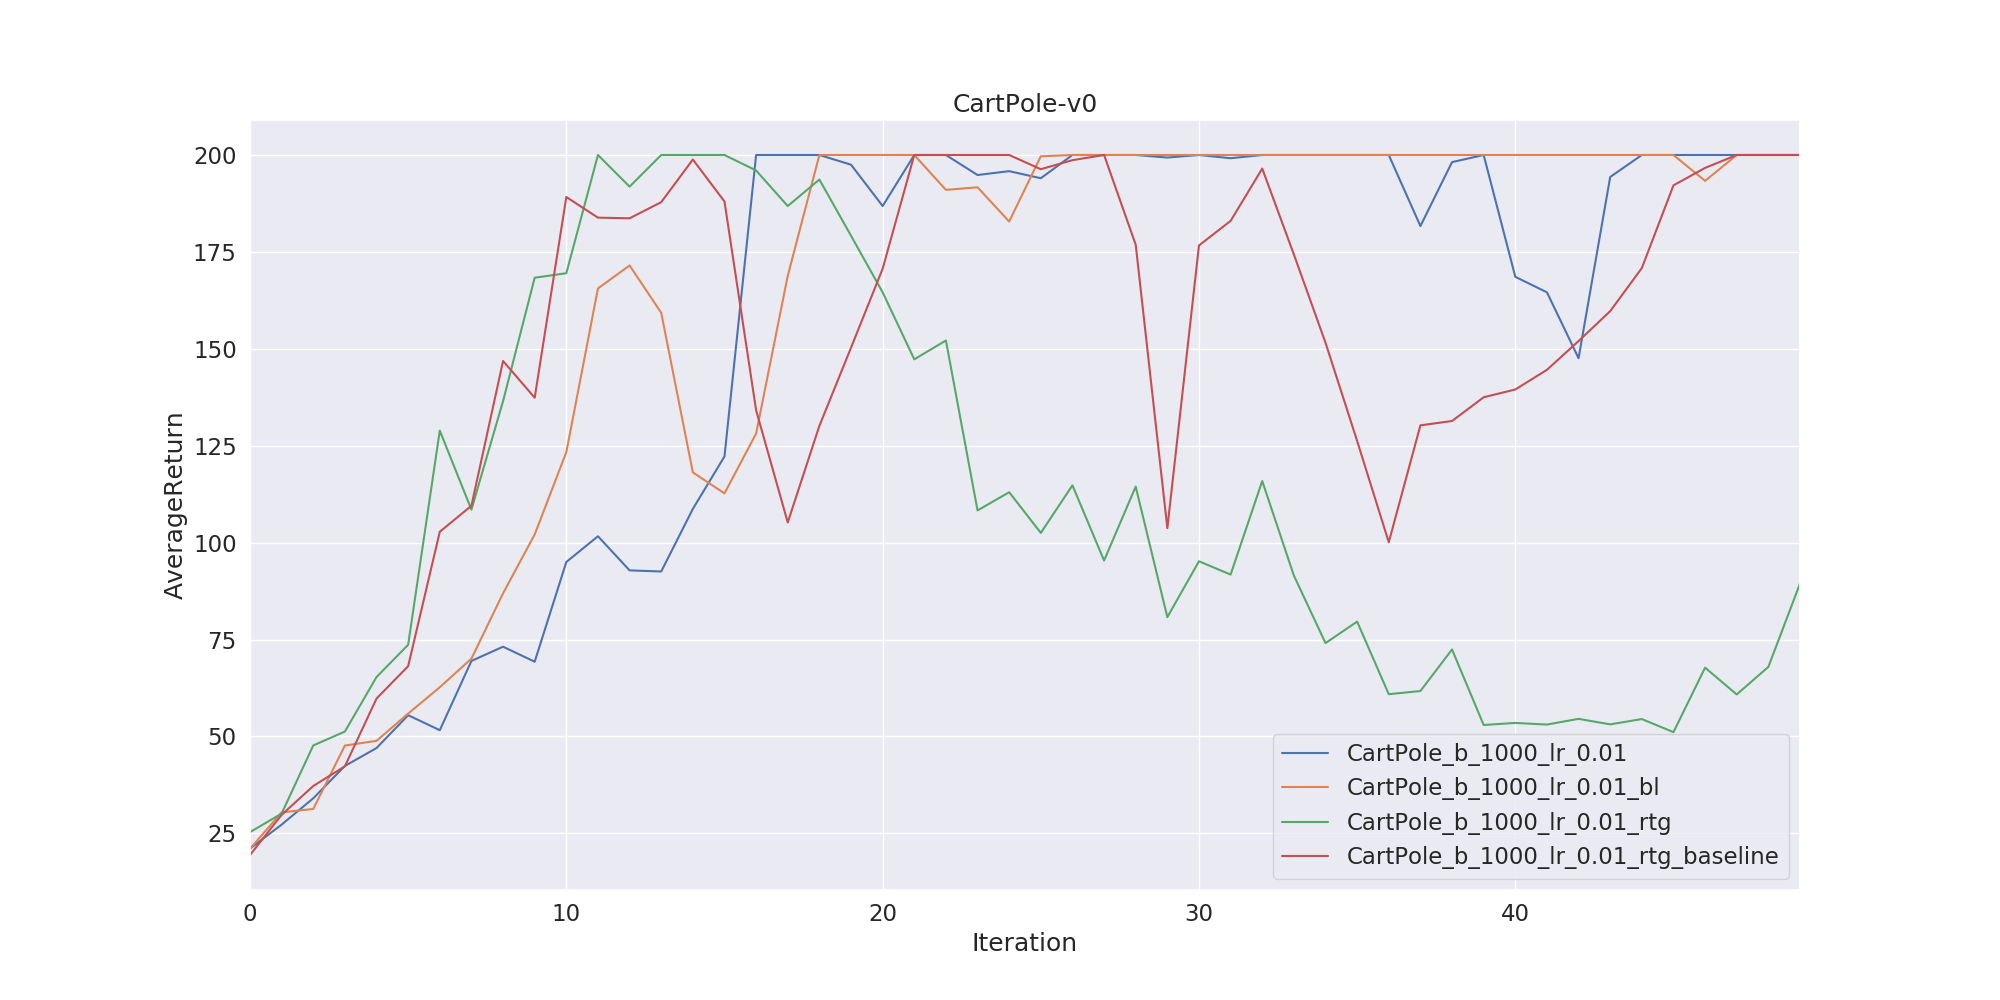 CartPole-v0
AverageReturn
200
175
150
125
100
75
50
25
0 10 20 30 40
Iteration
CartPole_b_1000_lr_0.01
CartPole_b_1000_lr_0.01_bl
CartPole_b_1000_lr_0.01_rtg
CartPole_b_1000_lr_0.01_rtg_baseline